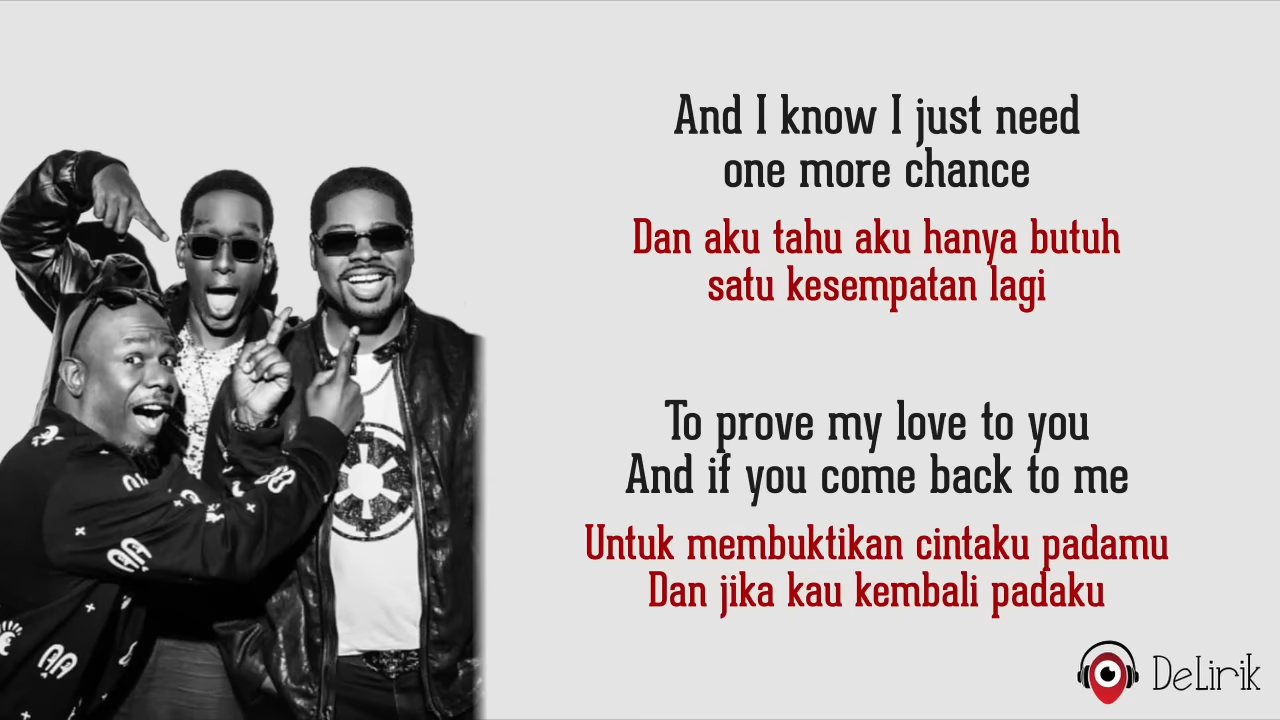 And I know I just need
one more chance
Dan aku tahu aku hanya butuh
satu kesempatan lagi
To prove my love to you
And if you come back to me
Untuk membuktikan cintaku padamu
Dan jika kau kembali padaku
DeLirik
AA
AA